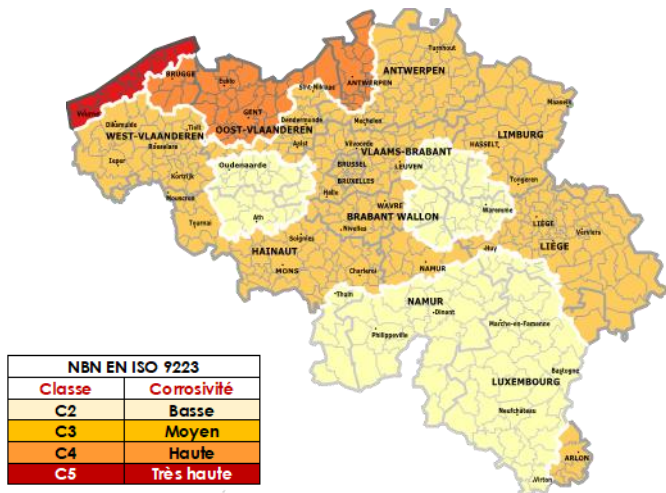 BRUGGE
Eeklo
Sint-Niklaas
ANTWERPEN
Turnhout
ANTWERPEN
GENT
Veurne
Diksmuide
Tielt
WEST-VLAANDEREN
OOST-VLAANDEREN
Dendermonde
Mechelen
Maaseik
LIMBURG
Roeselare
Aalst
Vilvoorde
VLAAMS-BRABANT
HASSELT
Ieper
Oudenaarde
BRUSSEL
LEUVEN
Kortrijk
BRUXELLES
Tongeren
Mouscron
Halle
WAVRE
Waremme
Tournai
Ath
BRABANT WALLON
LIÈGE
Verviers
Nivelles
Soignies
LIÈGE
HAINAUT
Huy
MONS
Charleroi
NAMUR
Thuin
NAMUR
Dinant
Marche-en-Famenne
Philippeville
Bastogne
LUXEMBOURG
Neufchâteau
ARLON
Virton
NBN EN ISO 9223
Classe Corrosivité
C2 Basse
C3 Moyen
C4 Haute
C5 Très haute